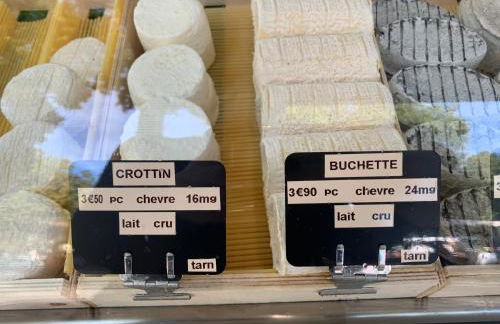 CROTTiN
3€50 PC chevre 16mg
lait cru
tarn
BUCHETTE
3€90 PC chevre 24mg
lait cru
tarn